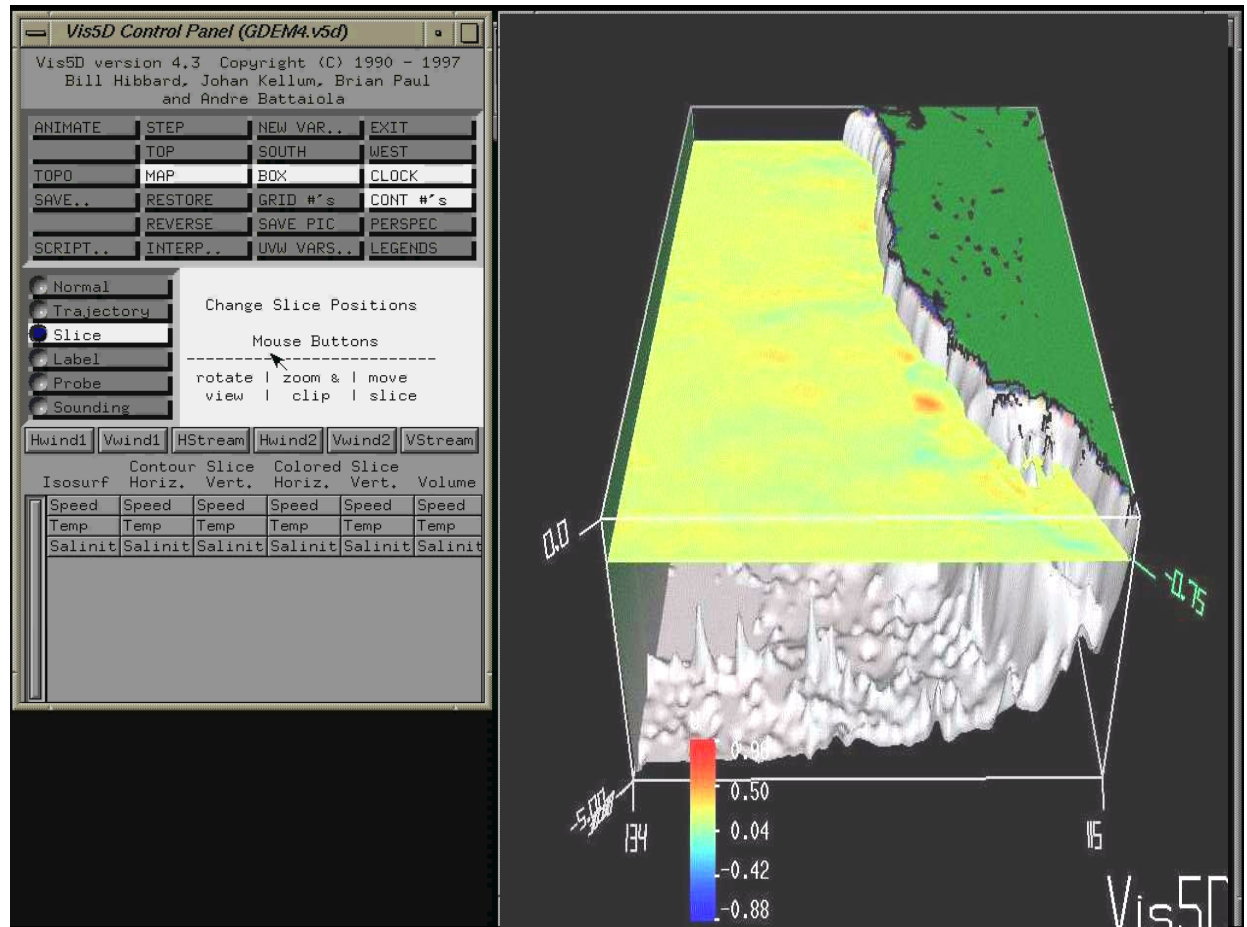 Vis5D Control Panel (GDEM4.v5d)
Vis5D version 4.3 Copyright (C) 1990 - 1997
Bill Hibbard, Johan Kellum, Brian Paul
and Andre Battaiola
ANIMATE STEP NEW VAR.. EXIT
TOP SOUTH WEST
TOPO MAP BOX CLOCK
SAVE.. RESTORE GRID #'s CONT #'s
REVERSE SAVE PIC PERSPEC
SCRIPT.. INTERP.. UVW VARS.. LEGENDS
Normal
Trajectory
Slice
Label
Probe
Sounding
Change Slice Positions
Mouse Buttons
------------------------------
rotate | zoom & | move
view | clip | slice
Hwind1 Vwind1 HStream Hwind2 Vwind2 VStream
Contour Slice Colored Slice
Isosurf Horiz. Vert. Horiz. Vert. Volume
Speed Speed Speed Speed Speed Speed
Temp Temp Temp Temp Temp Temp
Salinit Salinit Salinit Salinit Salinit Salinit
0.0
-0.75
0.50
0.04
-0.42
-0.88
134
115
Vis5D